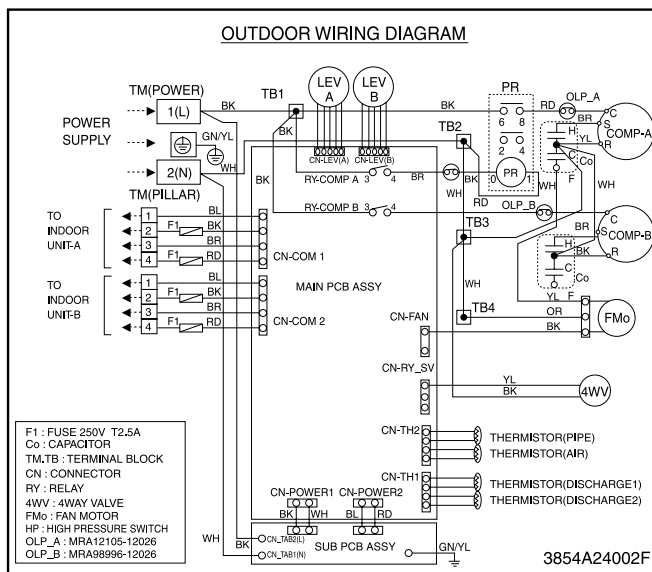 OUTDOOR WIRING DIAGRAM
TM(POWER)
1(L)
POWER
SUPPLY
GN/YL
2(N)
WH
TM(PILLAR)
BK
TB1
BK
BK
LEV
A
LEV
B
CN-LEV(A)
CN-LEV(B)
RY-COMP A
3
4
BR
RY-COMP B
3
4
BK
TB2
PR
6
8
2
4
0
PR
1
BK
RD
OLP_A
BR
YL
C
S
R
COMP-A
H
C
Co
F
WH
WH
WH
RD
OLP_B
TB3
BR
BK
C
S
R
COMP-B
H
C
Co
WH
TB4
YL
F
OR
BK
FMo
TO
INDOOR
UNIT-A
1
2
3
4
F1
F1
BL
BK
BR
RD
CN-COM 1
MAIN PCB ASSY
TO
INDOOR
UNIT-B
1
2
3
4
F1
F1
BL
BK
BR
RD
CN-COM 2
CN-FAN
CN-RY_SV
YL
BK
4WV
CN-TH2
THERMISTOR(PIPE)
THERMISTOR(AIR)
CN-TH1
THERMISTOR(DISCHARGE1)
THERMISTOR(DISCHARGE2)
F1 : FUSE 250V T2.5A
Co : CAPACITOR
TM.TB : TERMINAL BLOCK
CN : CONNECTOR
RY : RELAY
4WV : 4WAY VALVE
FMo : FAN MOTOR
HP : HIGH PRESSURE SWITCH
OLP_A : MRA12105-12026
OLP_B : MRA98996-12026
CN-POWER1
CN-POWER2
BK
WH
BL
RD
WH
BK
CN_TAB2(L)
CN_TAB1(N)
SUB PCB ASSY
GN/YL
3854A24002F